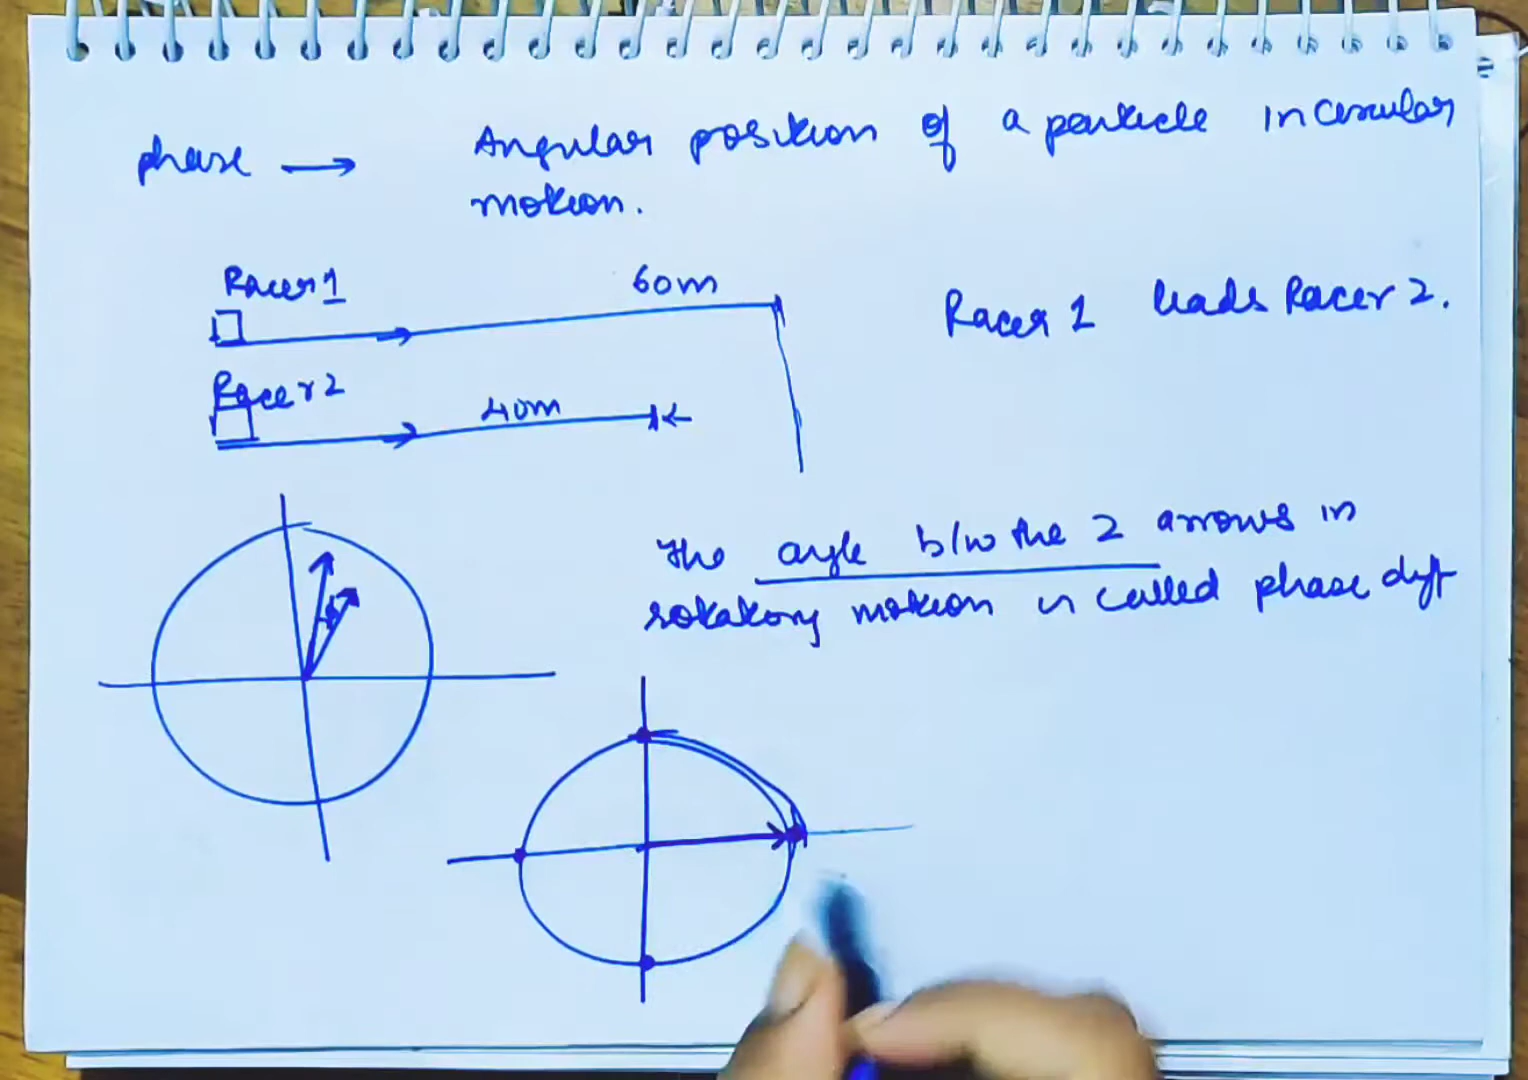 phase → Angular position of a particle in circular
motion.
Racer 1
60m
Racer 1 leads Racer 2.
Racer 2
40m
The angle b/w the 2 arrows in
rotatory motion is called phase diff
ϕ